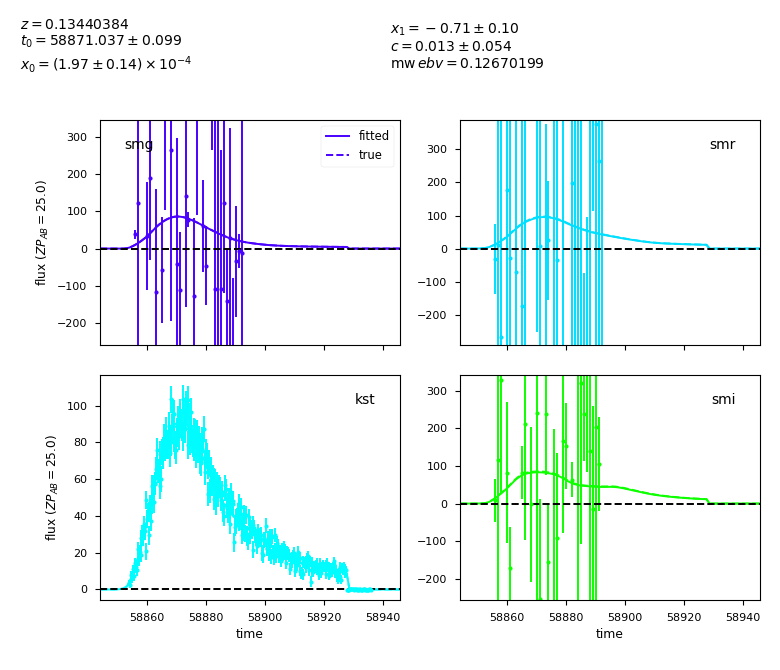 z = 0.13440384
t₀ = 58871.037 ± 0.099
x₀ = (1.97 ± 0.14) × 10⁻⁴
x₁ = −0.71 ± 0.10
c = 0.013 ± 0.054
mw ebv = 0.12670199
smg
fitted
true
300
200
100
0
−100
−200
flux (ZP_AB = 25.0)
smr
300
200
100
0
−100
−200
kst
100
80
60
40
20
0
flux (ZP_AB = 25.0)
58860 58880 58900 58920 58940
time
smi
300
200
100
0
−100
−200
58860 58880 58900 58920 58940
time